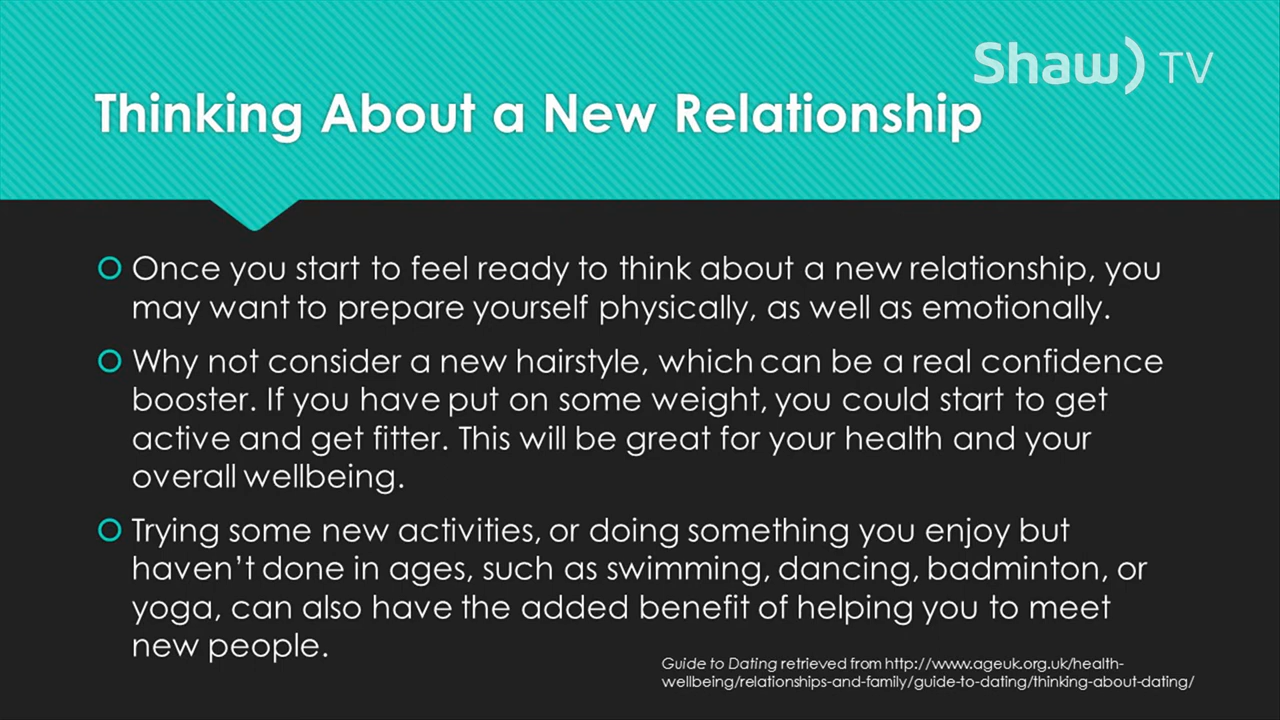 Shaw) TV
Thinking About a New Relationship
Once you start to feel ready to think about a new relationship, you
may want to prepare yourself physically, as well as emotionally.
Why not consider a new hairstyle, which can be a real confidence
booster. If you have put on some weight, you could start to get
active and get fitter. This will be great for your health and your
overall wellbeing.
Trying some new activities, or doing something you enjoy but
haven’t done in ages, such as swimming, dancing, badminton, or
yoga, can also have the added benefit of helping you to meet
new people.
Guide to Dating retrieved from http://www.ageuk.org.uk/health-
wellbeing/relationships-and-family/guide-to-dating/thinking-about-dating/